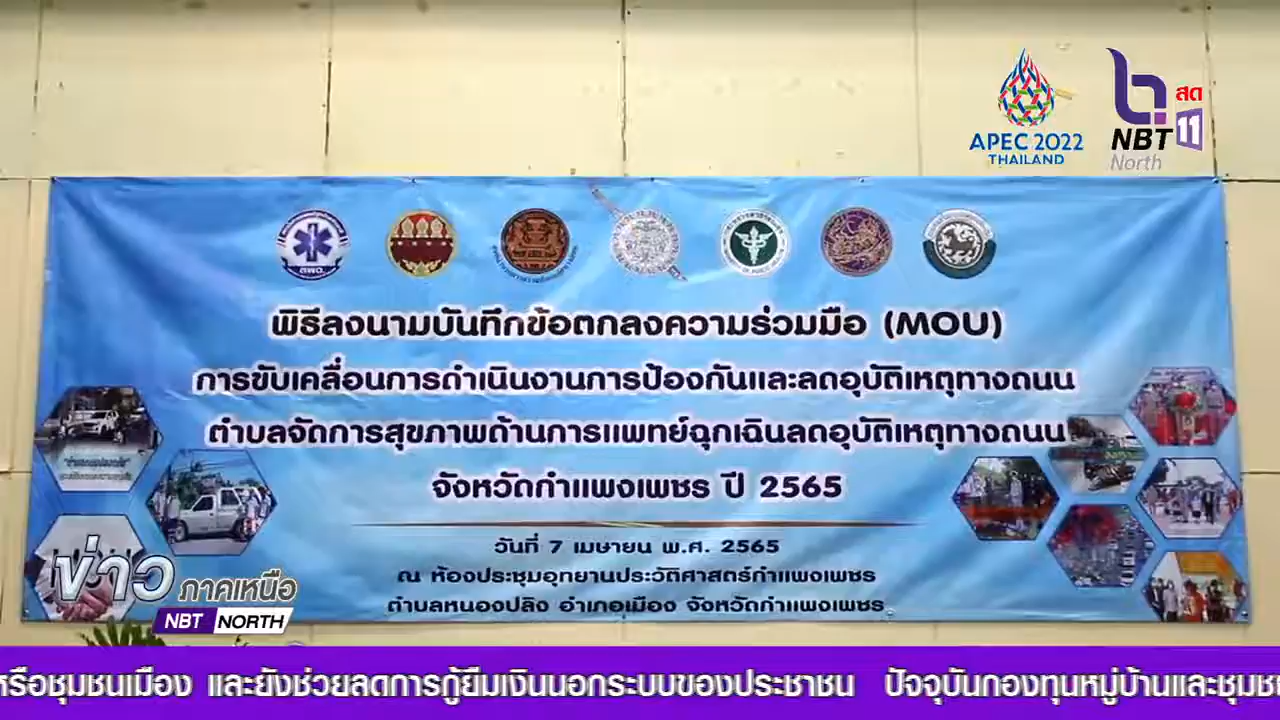 APEC 2022
THAILAND
สด
NBT 11
North
สพฉ.
พิธีลงนามบันทึกข้อตกลงความร่วมมือ (MOU)
การขับเคลื่อนการดำเนินงานการป้องกันและลดอุบัติเหตุทางถนน
ตำบลจัดการสุขภาพด้านการแพทย์ฉุกเฉินลดอุบัติเหตุทางถนน
จังหวัดกำแพงเพชร ปี 2565
วันที่ 7 เมษายน พ.ศ. 2565
ณ ห้องประชุมอุทยานประวัติศาสตร์กำแพงเพชร
ตำบลหนองปลิง อำเภอเมือง จังหวัดกำแพงเพชร
ข่าว ภาคเหนือ
NBT NORTH
หรือชุมชนเมือง และยังช่วยลดการกู้ยืมเงินนอกระบบของประชาชน ปัจจุบันกองทุนหมู่บ้านและชุมช